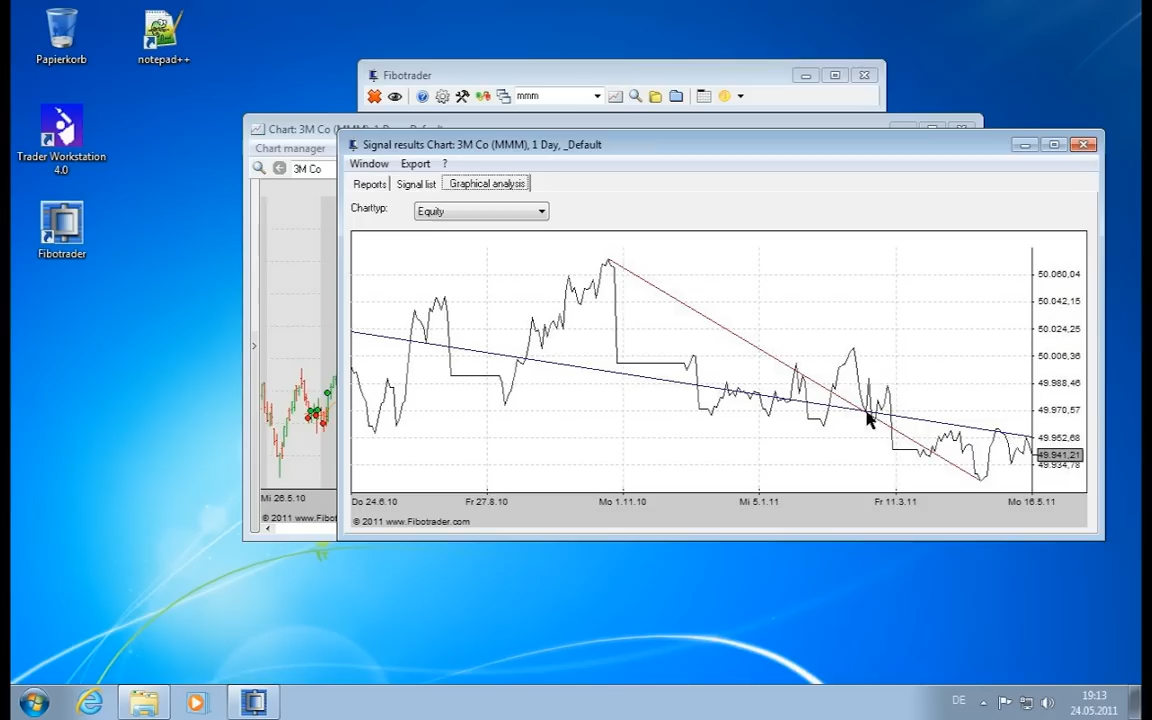 Papierkorb
notepad++
Trader Workstation
4.0
Fibotrader
Fibotrader
mmm
Chart: 3M Co (MMM), 1 D
Chart manager
3M Co
Mi 26.5.10
© 2011 www.Fibot
Signal results Chart: 3M Co (MMM), 1 Day, _Default
Window Export ?
Reports Signal list Graphical analysis
Charttyp: Equity
50.060,04
50.042,15
50.024,25
50.006,36
49.988,46
49.970,57
49.952,68
49.941,21
49.934,78
Do 24.6.10 Fr 27.8.10 Mo 1.11.10 Mi 5.1.11 Fr 11.3.11 Mo 16.5.11
© 2011 www.Fibotrader.com
DE
19:13
24.05.2011